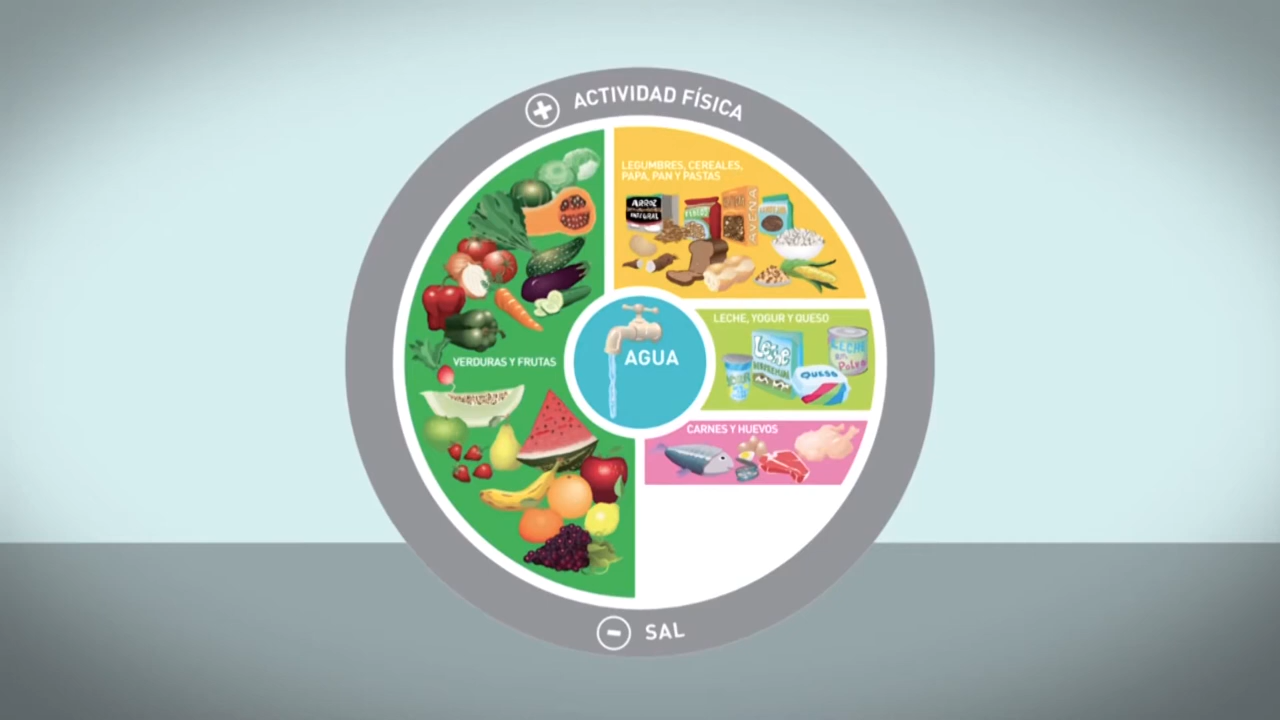 + ACTIVIDAD FÍSICA
LEGUMBRES, CEREALES,
PAPA, PAN Y PASTAS
ARROZ
INTEGRAL
AVENA
VERDURAS Y FRUTAS
AGUA
LECHE, YOGUR Y QUESO
Leche
LECHE
en
Polvo
QUESO
CARNES Y HUEVOS
- SAL